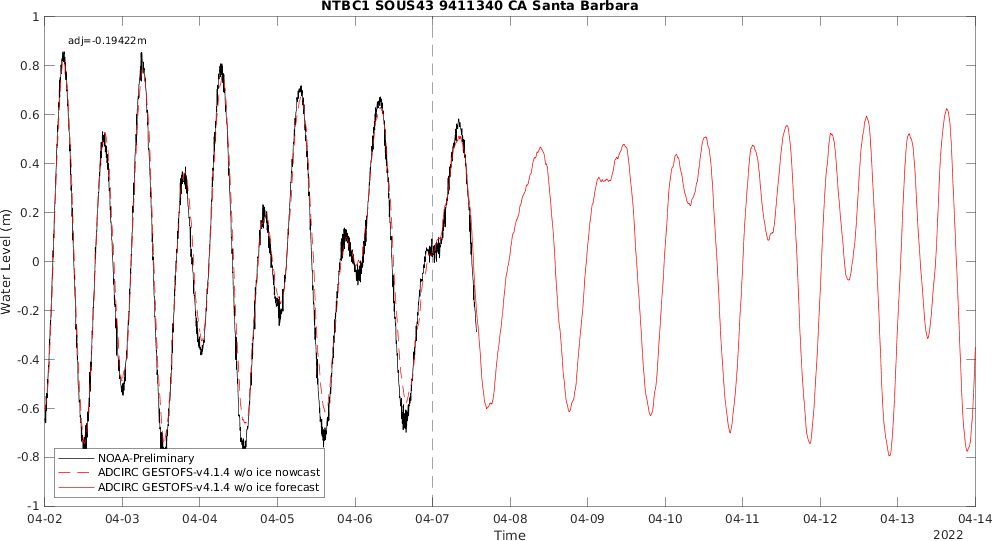 NTBC1 SOUS43 9411340 CA Santa Barbara
adj=-0.19422m
Water Level (m)
1
0.8
0.6
0.4
0.2
0
-0.2
-0.4
-0.6
-0.8
-1
NOAA-Preliminary
ADCIRC GESTOFS-v4.1.4 w/o ice nowcast
ADCIRC GESTOFS-v4.1.4 w/o ice forecast
04-02 04-03 04-04 04-05 04-06 04-07 04-08 04-09 04-10 04-11 04-12 04-13 04-14
Time
2022